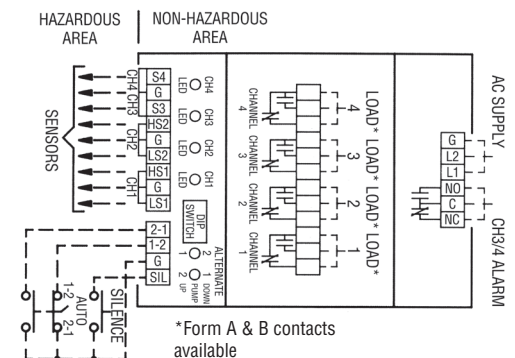 HAZARDOUS AREA
NON-HAZARDOUS AREA
SENSORS
CH4
CH3
CH2
CH1
S4
G
S3
HS2
G
LS2
HS1
G
LS1
LED CH4
LED CH3
LED CH2
LED CH1
DIP SWITCH
2-1
1-2
G
SIL
ALTERNATE
1 2
2 1
UP DOWN
PUMP
1-2
AUTO
2-1
SILENCE
CHANNEL 4
CHANNEL 3
CHANNEL 2
CHANNEL 1
4
3
2
1
LOAD*
LOAD*
LOAD*
LOAD*
AC SUPPLY
G
L2
L1
NO
C
NC
CH3/4 ALARM
*Form A & B contacts
available